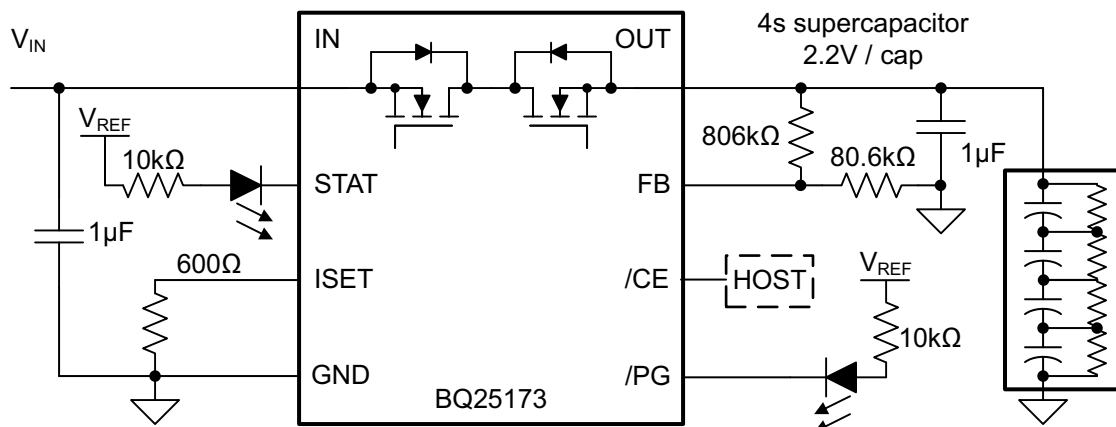 V_IN
IN
OUT
4s supercapacitor
2.2V / cap
V_REF
10kΩ
STAT
1µF
600Ω
ISET
GND
BQ25173
806kΩ
80.6kΩ
1µF
FB
/CE
HOST
V_REF
10kΩ
/PG